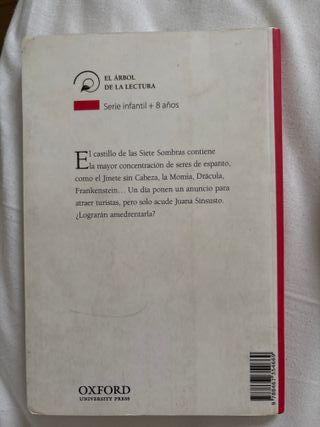 EL ÁRBOL
DE LA LECTURA
Serie infantil + 8 años
El castillo de las Siete Sombras contiene
la mayor concentración de seres de espanto,
como el Jinete sin Cabeza, la Momia, Drácula,
Frankenstein... Un día ponen un anuncio para
atraer turistas, pero solo acude Juana Sinsusto.
¿Lograrán amedrentarla?
OXFORD
UNIVERSITY PRESS